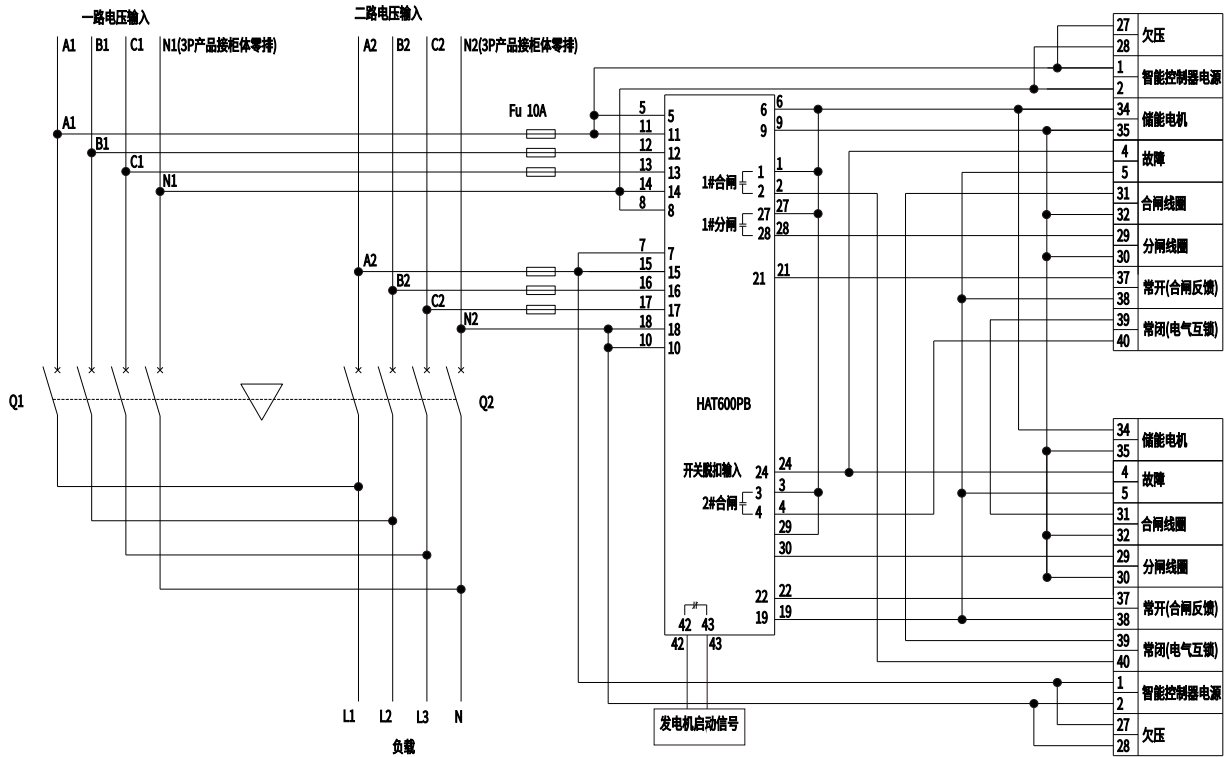 一路电压输入
二路电压输入
A1 B1 C1 N1(3P产品接柜体零排)
A2 B2 C2 N2(3P产品接柜体零排)
A1
B1
C1
N1
Fu 10A
A2
B2
C2
N2
Q1
Q2
L1 L2 L3 N
负载
5 5
11 11
12 12
13 13
14 14
8 8
7 7
15 15
16 16
17 17
18 18
10 10
6 6
9 9
1#合闸
1 1
2 2
1#分闸
27 27
28 28
21 21
HAT600PB
开关脱扣输入 24 24
2#合闸
3 3
4 4
29
30
22 22
19 19
42 43
42 43
发电机启动信号
27
28
欠压
1
2
智能控制器电源
34
35
储能电机
4
5
故障
31
32
合闸线圈
29
30
分闸线圈
37
38
常开(合闸反馈)
39
40
常闭(电气互锁)
34
35
储能电机
4
5
故障
31
32
合闸线圈
29
30
分闸线圈
37
38
常开(合闸反馈)
39
40
常闭(电气互锁)
1
2
智能控制器电源
27
28
欠压